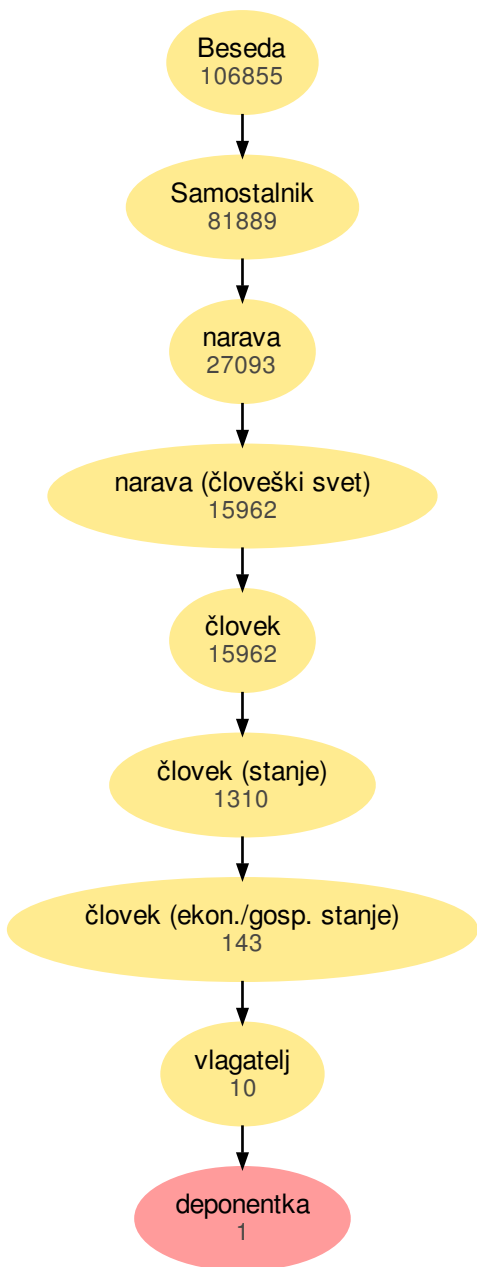 Beseda
106855
Samostalnik
81889
narava
27093
narava (človeški svet)
15962
človek
15962
človek (stanje)
1310
človek (ekon./gosp. stanje)
143
vlagatelj
10
deponentka
1